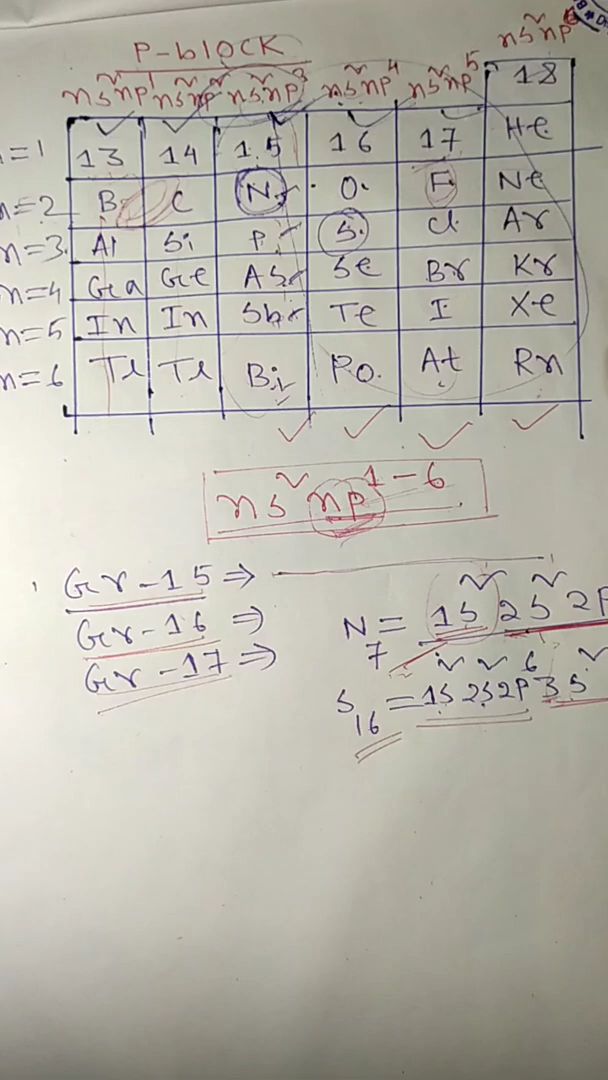 P-BLOCK
ns²np¹ ns²np² ns²np³ ns²np⁴ ns²np⁵ ns²np⁶
n=1 13 14 15 16 17 18 He
n=2 B C N O F Ne
n=3 Al Si P S Cl Ar
n=4 Ga Ge As Se Br Kr
n=5 In In Sb Te I Xe
n=6 Tl Tl Bi Po At Rn
ns²np¹⁻⁶
Gr-15⇒
Gr-16⇒
Gr-17⇒
N₇ = 1s² 2s² 2p
S₁₆ = 1s² 2s² 2p⁶ 3s²